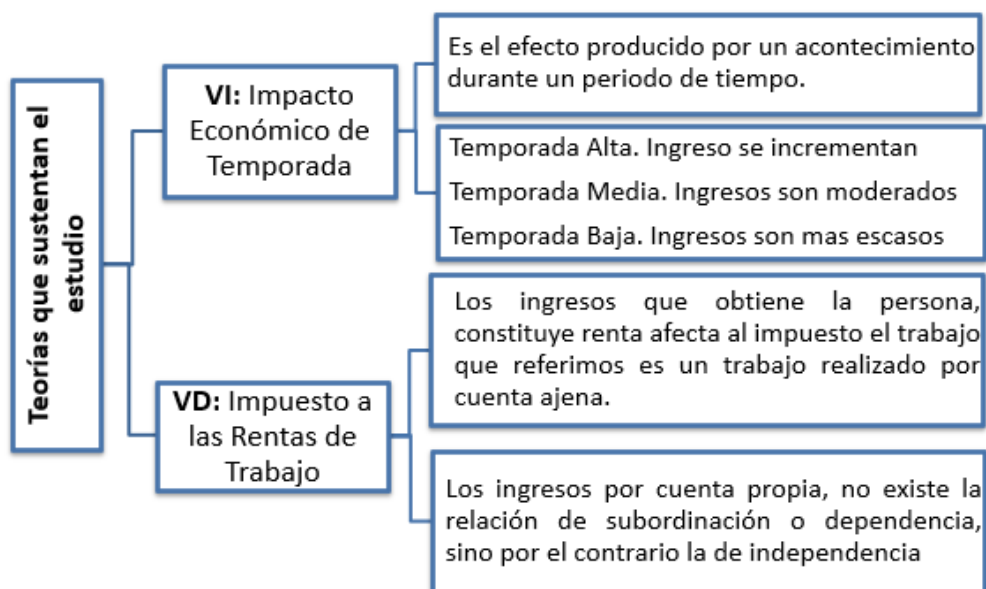 Teorías que sustentan el
estudio
VI: Impacto
Económico de
Temporada
Es el efecto producido por un acontecimiento
durante un periodo de tiempo.
Temporada Alta. Ingreso se incrementan
Temporada Media. Ingresos son moderados
Temporada Baja. Ingresos son mas escasos
VD: Impuesto a
las Rentas de
Trabajo
Los ingresos que obtiene la persona,
constituye renta afecta al impuesto el trabajo
que referimos es un trabajo realizado por
cuenta ajena.
Los ingresos por cuenta propia, no existe la
relación de subordinación o dependencia,
sino por el contrario la de independencia